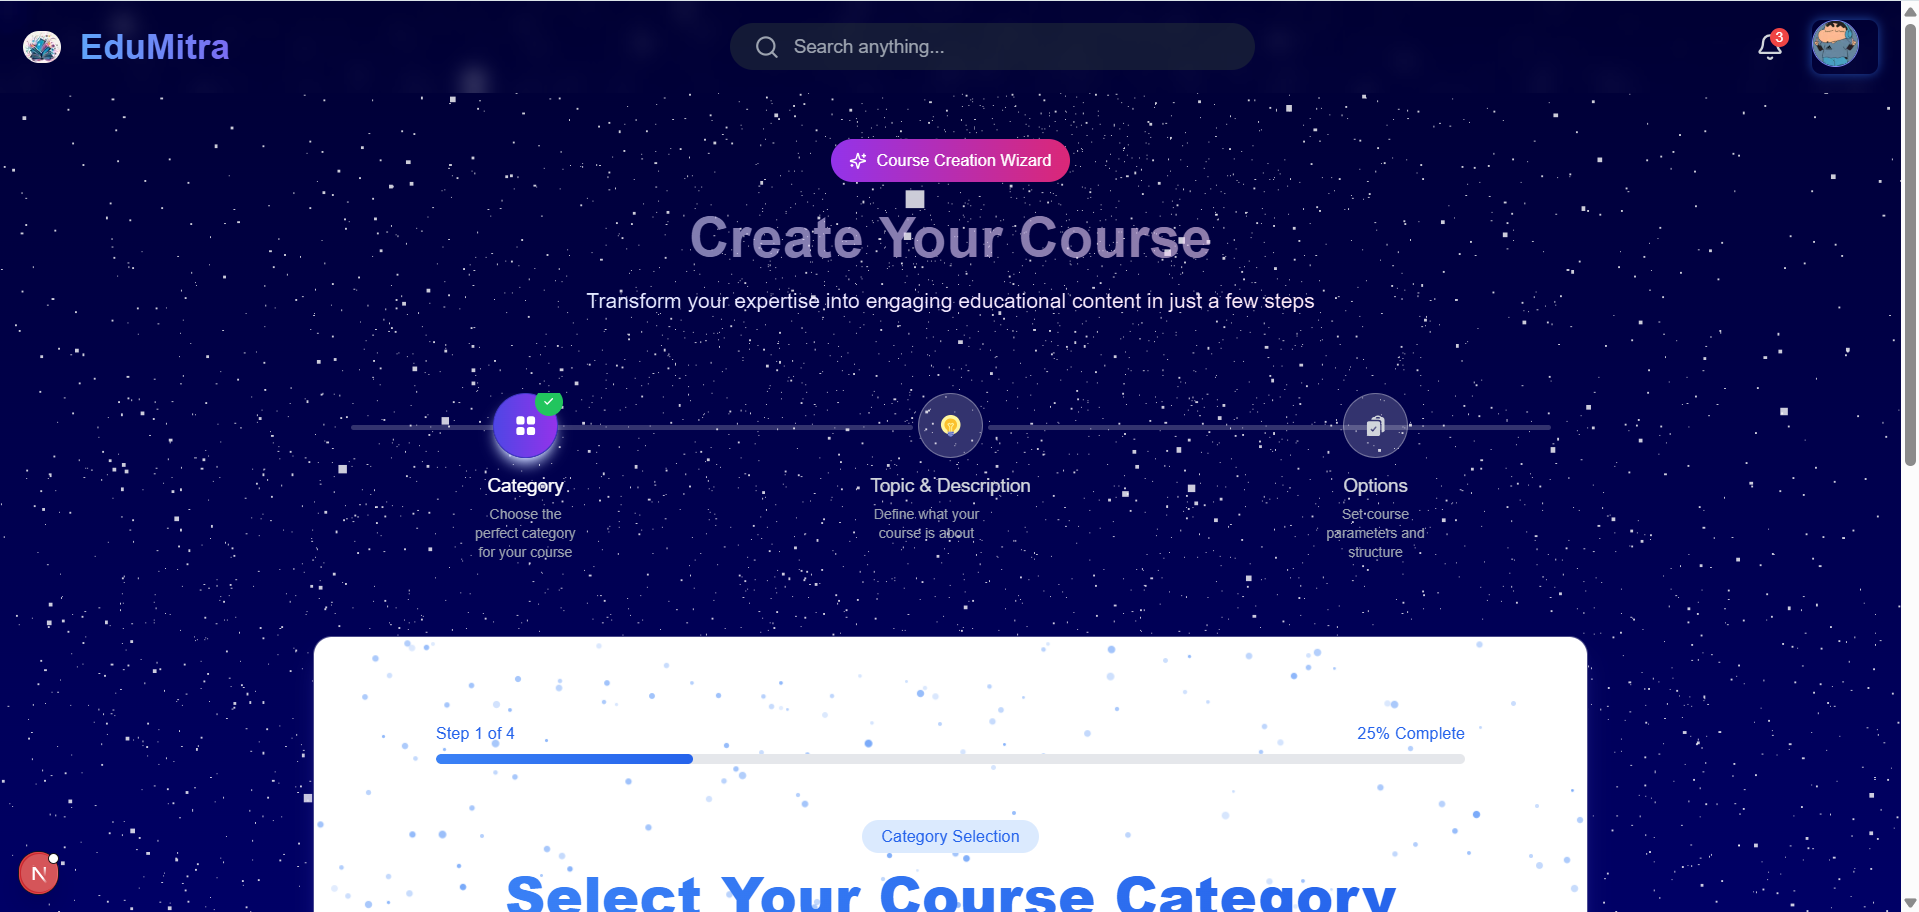 EduMitra
Search anything...
3
Course Creation Wizard
Create Your Course
Transform your expertise into engaging educational content in just a few steps
Category
Choose the
perfect category
for your course
Topic & Description
Define what your
course is about
Options
Set course
parameters and
structure
Step 1 of 4
25% Complete
Category Selection
Select Your Course Category
N